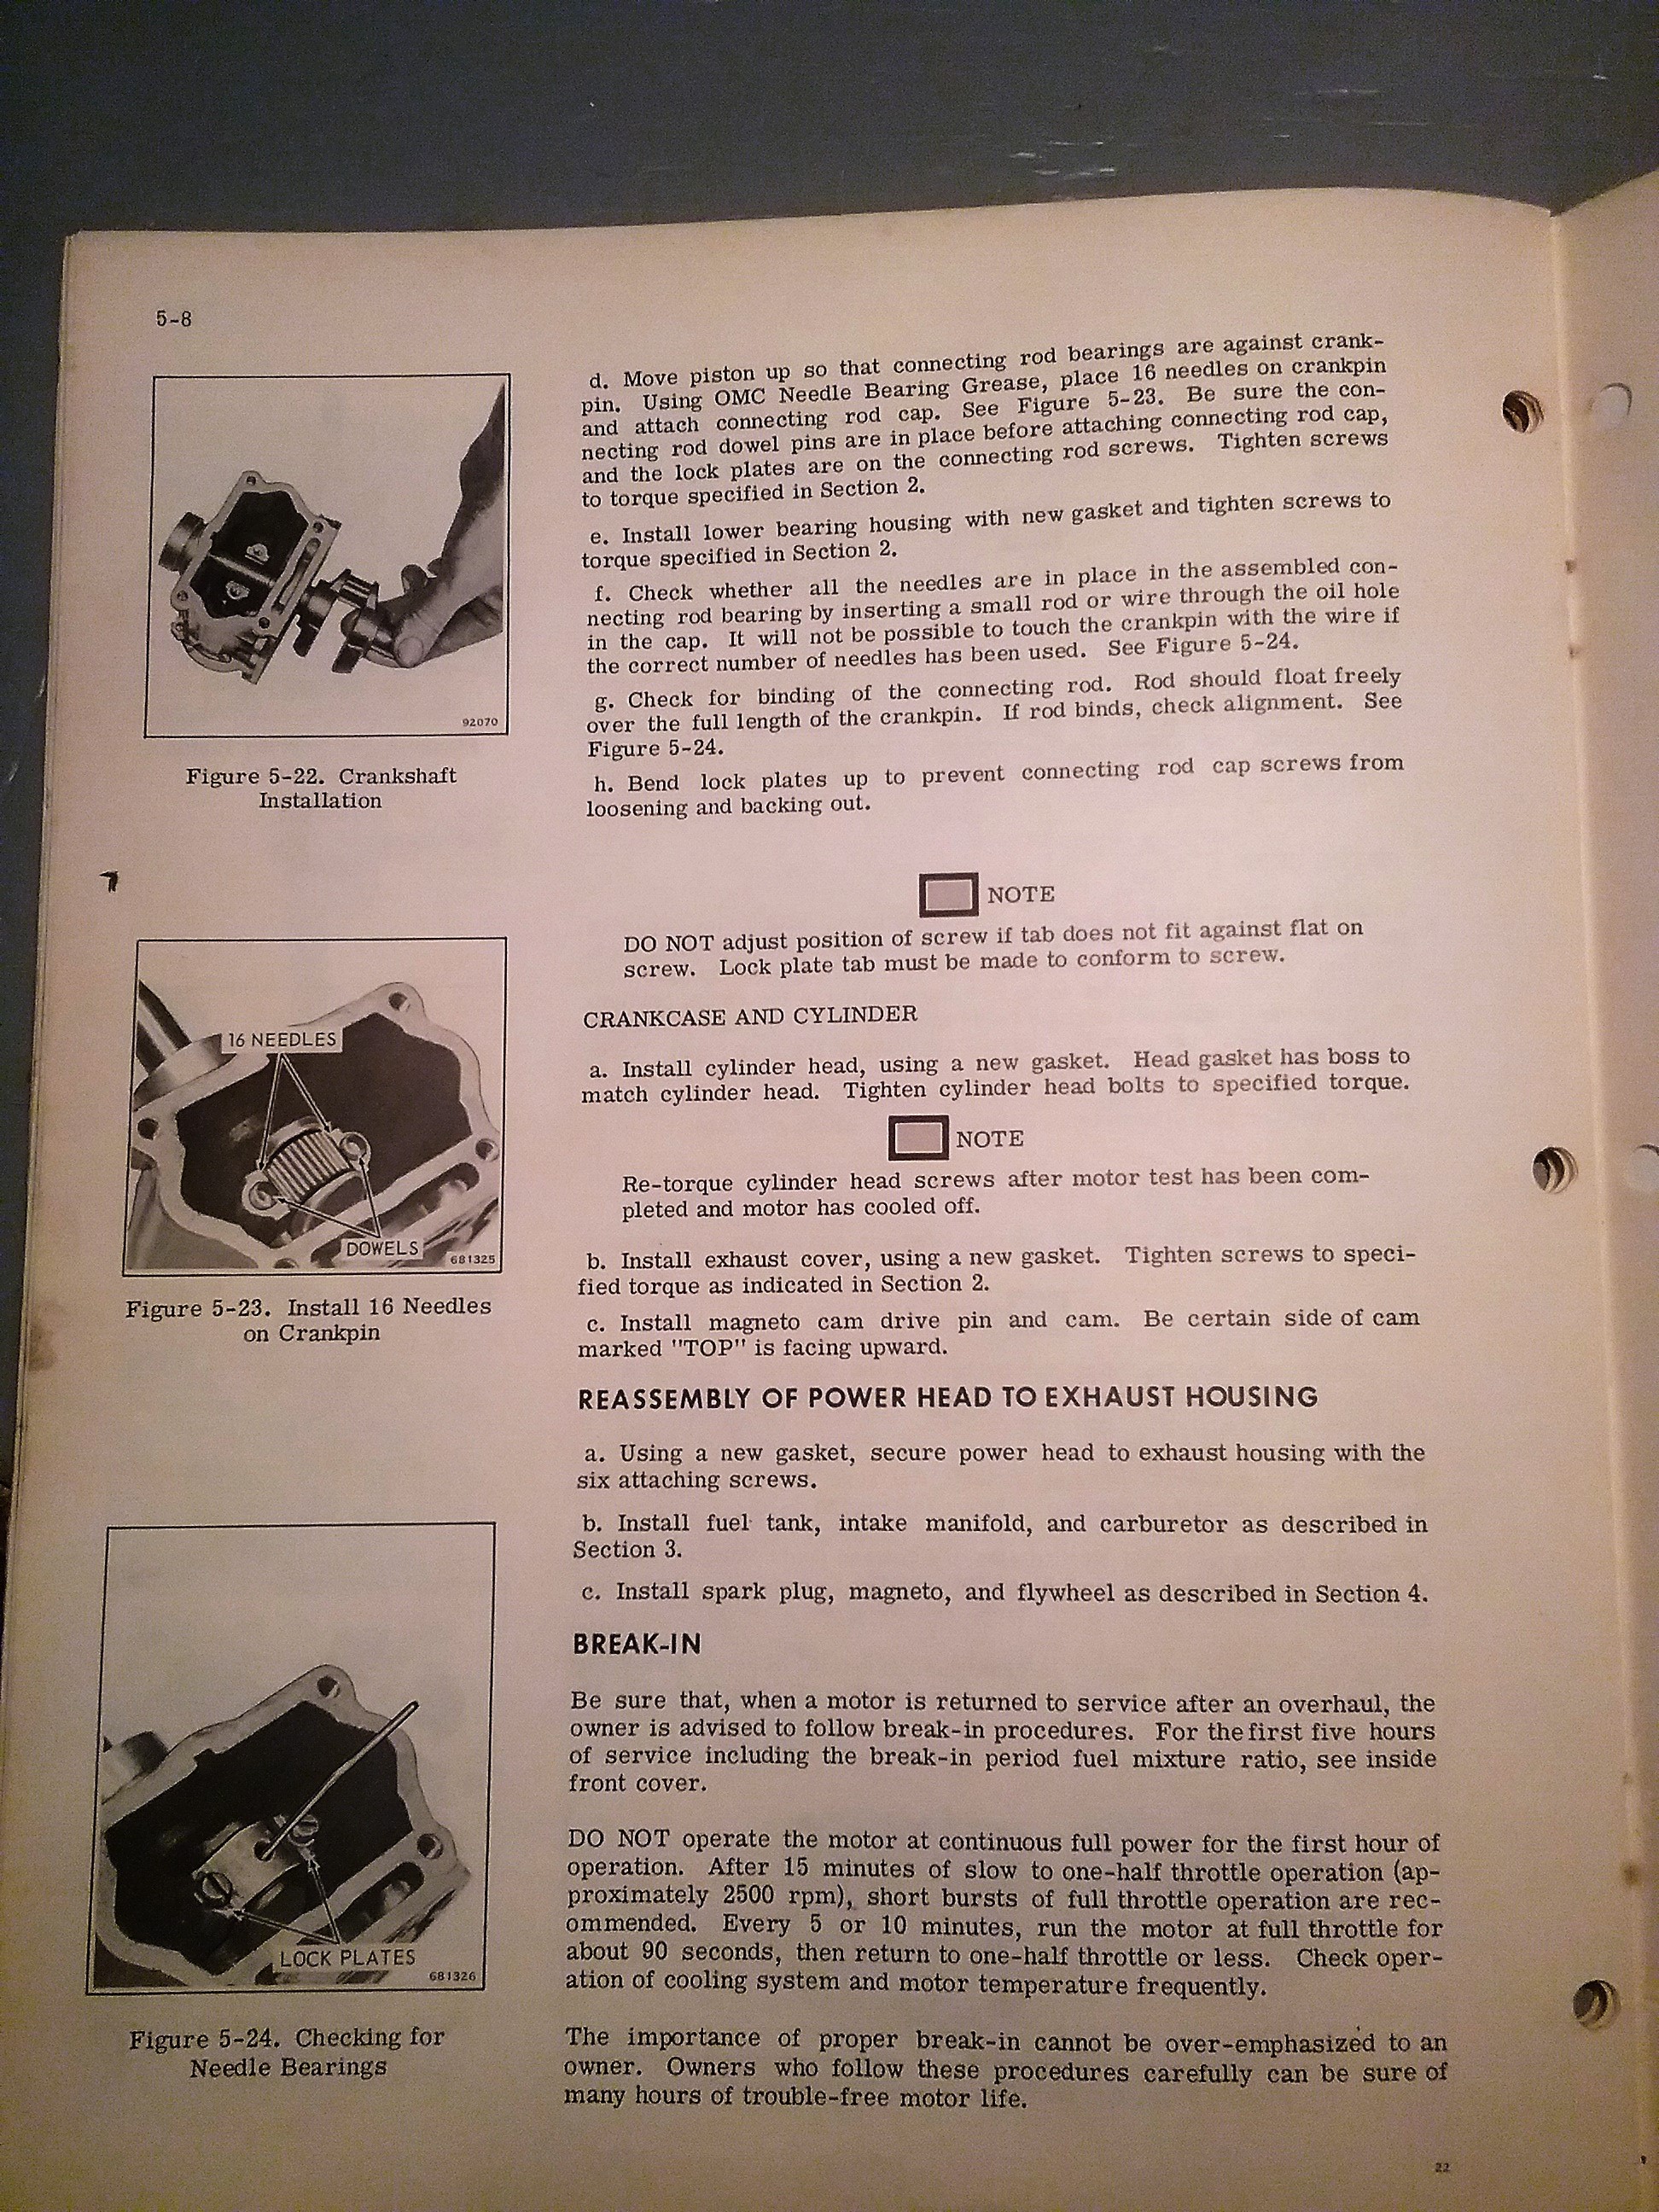 5-8
92070
Figure 5-22. Crankshaft
Installation
16 NEEDLES
DOWELS
681325
Figure 5-23. Install 16 Needles
on Crankpin
LOCK PLATES
681326
Figure 5-24. Checking for
Needle Bearings
d. Move piston up so that connecting rod bearings are against crank-
pin. Using OMC Needle Bearing Grease, place 16 needles on crankpin
and attach connecting rod cap. See Figure 5-23. Be sure the con-
necting rod dowel pins are in place before attaching connecting rod cap,
and the lock plates are on the connecting rod screws. Tighten screws
to torque specified in Section 2.
e. Install lower bearing housing with new gasket and tighten screws to
torque specified in Section 2.
f. Check whether all the needles are in place in the assembled con-
necting rod bearing by inserting a small rod or wire through the oil hole
in the cap. It will not be possible to touch the crankpin with the wire if
the correct number of needles has been used. See Figure 5-24.
g. Check for binding of the connecting rod. Rod should float freely
over the full length of the crankpin. If rod binds, check alignment. See
Figure 5-24.
h. Bend lock plates up to prevent connecting rod cap screws from
loosening and backing out.
NOTE
DO NOT adjust position of screw if tab does not fit against flat on
screw. Lock plate tab must be made to conform to screw.
CRANKCASE AND CYLINDER
a. Install cylinder head, using a new gasket. Head gasket has boss to
match cylinder head. Tighten cylinder head bolts to specified torque.
NOTE
Re-torque cylinder head screws after motor test has been com-
pleted and motor has cooled off.
b. Install exhaust cover, using a new gasket. Tighten screws to speci-
fied torque as indicated in Section 2.
c. Install magneto cam drive pin and cam. Be certain side of cam
marked "TOP" is facing upward.
REASSEMBLY OF POWER HEAD TO EXHAUST HOUSING
a. Using a new gasket, secure power head to exhaust housing with the
six attaching screws.
b. Install fuel tank, intake manifold, and carburetor as described in
Section 3.
c. Install spark plug, magneto, and flywheel as described in Section 4.
BREAK-IN
Be sure that, when a motor is returned to service after an overhaul, the
owner is advised to follow break-in procedures. For the first five hours
of service including the break-in period fuel mixture ratio, see inside
front cover.
DO NOT operate the motor at continuous full power for the first hour of
operation. After 15 minutes of slow to one-half throttle operation (ap-
proximately 2500 rpm), short bursts of full throttle operation are rec-
ommended. Every 5 or 10 minutes, run the motor at full throttle for
about 90 seconds, then return to one-half throttle or less. Check oper-
ation of cooling system and motor temperature frequently.
The importance of proper break-in cannot be over-emphasized to an
owner. Owners who follow these procedures carefully can be sure of
many hours of trouble-free motor life.
22